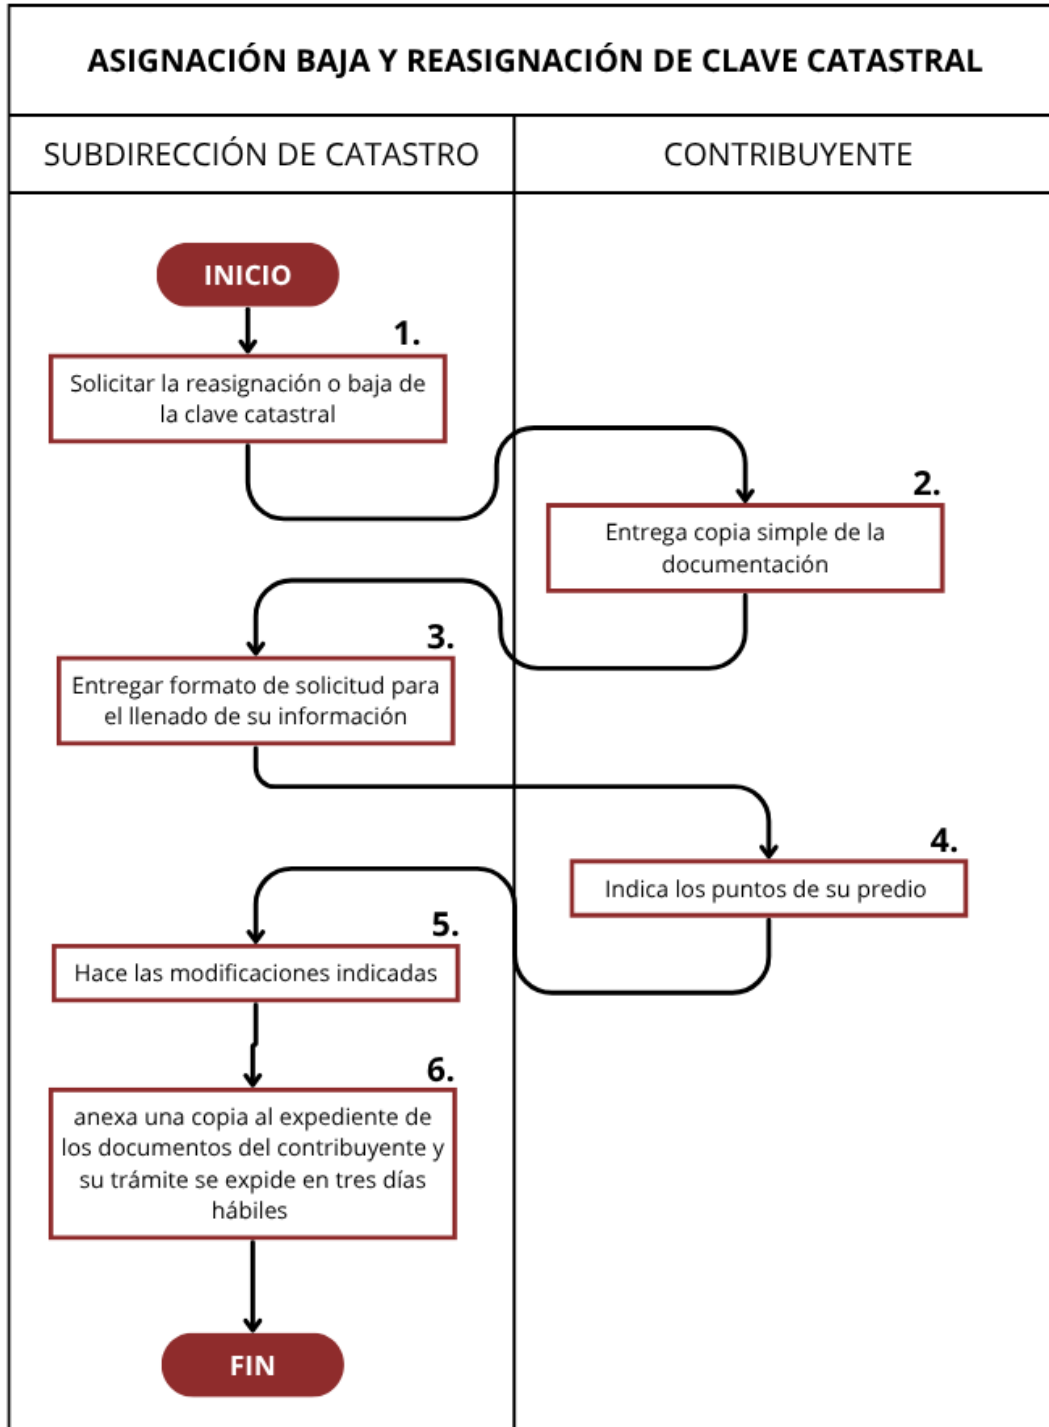 ASIGNACIÓN BAJA Y REASIGNACIÓN DE CLAVE CATASTRAL
SUBDIRECCIÓN DE CATASTRO
CONTRIBUYENTE
INICIO
1.
Solicitar la reasignación o baja de
la clave catastral
2.
Entrega copia simple de la
documentación
3.
Entregar formato de solicitud para
el llenado de su información
4.
Indica los puntos de su predio
5.
Hace las modificaciones indicadas
6.
anexa una copia al expediente de
los documentos del contribuyente y
su trámite se expide en tres días
hábiles
FIN